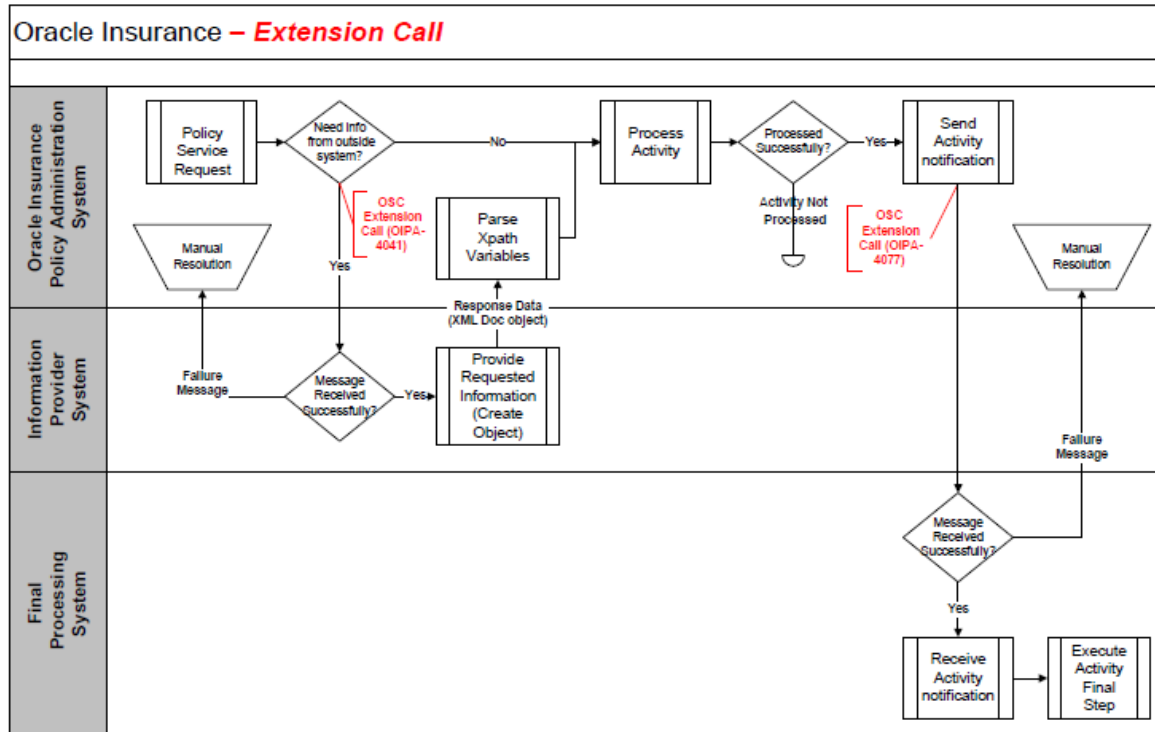 Oracle Insurance – Extension Call
Oracle Insurance
Policy Administration
System
Policy
Service
Request
Need Info
from outside
system?
No
Process
Activity
Processed
Successfully?
Yes
Send
Activity
notification
OSC
Extension
Call (OIPA-
4041)
Yes
Parse
Xpath
Variables
Activity Not
Processed
OSC
Extension
Call (OIPA-
4077)
Manual
Resolution
Manual
Resolution
Response Data
(XML Doc object)
Information
Provider
System
Failure
Message
Message
Received
Successfully?
Yes
Provide
Requested
Information
(Create
Object)
Failure
Message
Final
Processing
System
Message
Received
Successfully?
Yes
Receive
Activity
notification
Execute
Activity
Final
Step